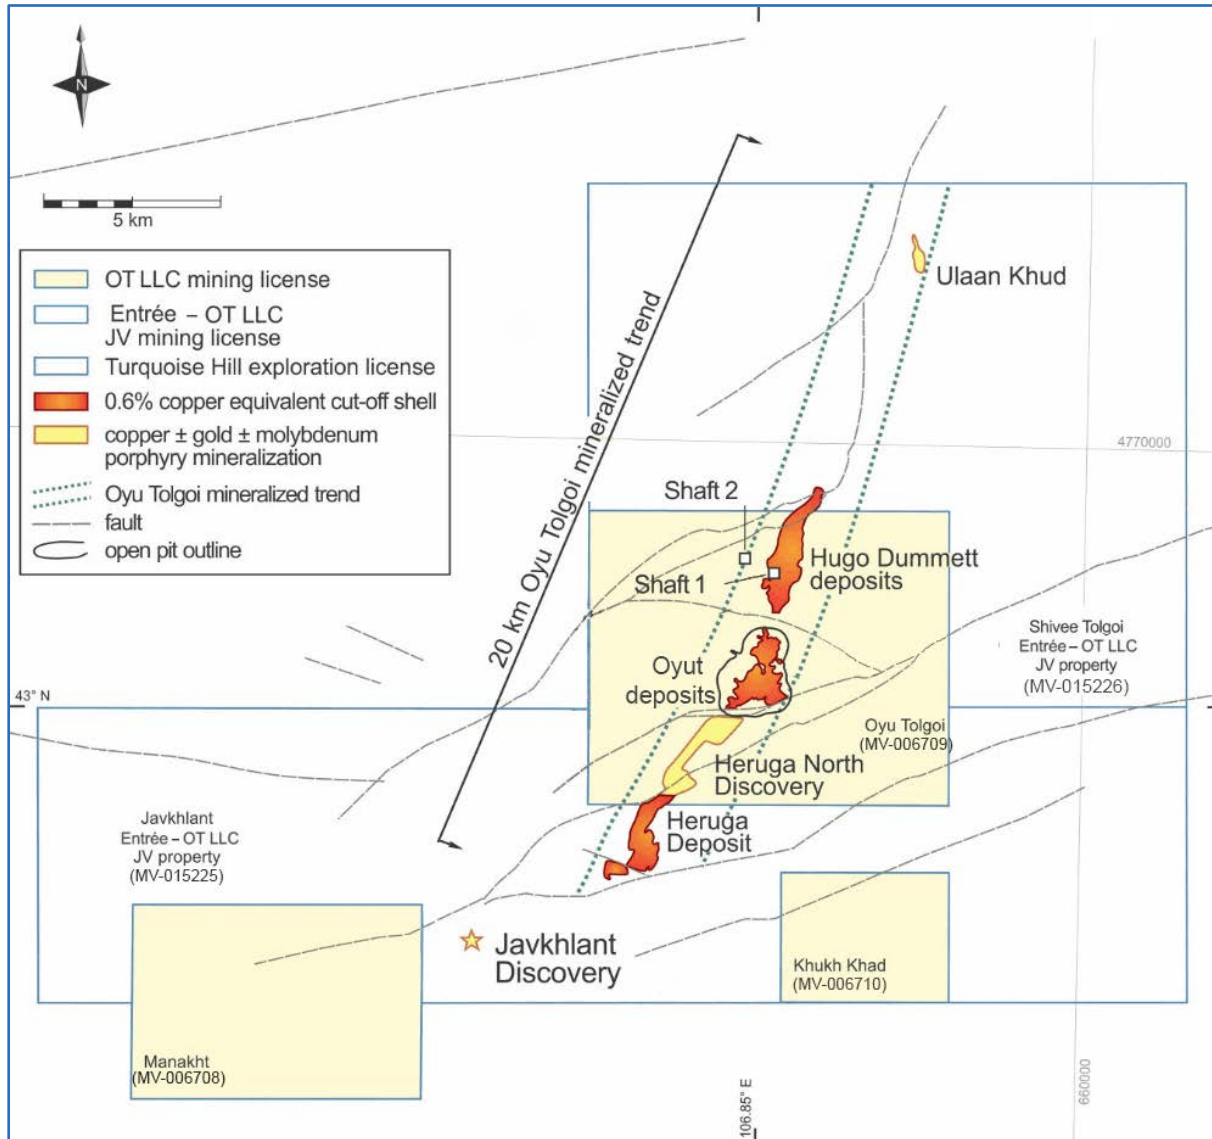 N
5 km
OT LLC mining license
Entrée – OT LLC
JV mining license
Turquoise Hill exploration license
0.6% copper equivalent cut-off shell
copper ± gold ± molybdenum
porphyry mineralization
Oyu Tolgoi mineralized trend
fault
open pit outline
20 km Oyu Tolgoi mineralized trend
Ulaan Khud
4770000
Shaft 2
Hugo Dummett
deposits
Shaft 1
Oyut
deposits
Shivee Tolgoi
Entrée – OT LLC
JV property
(MV-015226)
43° N
Oyu Tolgoi
(MV-006709)
Heruga North
Discovery
Heruga
Deposit
Javkhlant
Entrée – OT LLC
JV property
(MV-015225)
Javkhlant
Discovery
Khukh Khad
(MV-006710)
Manakht
(MV-006708)
106.85° E
660000